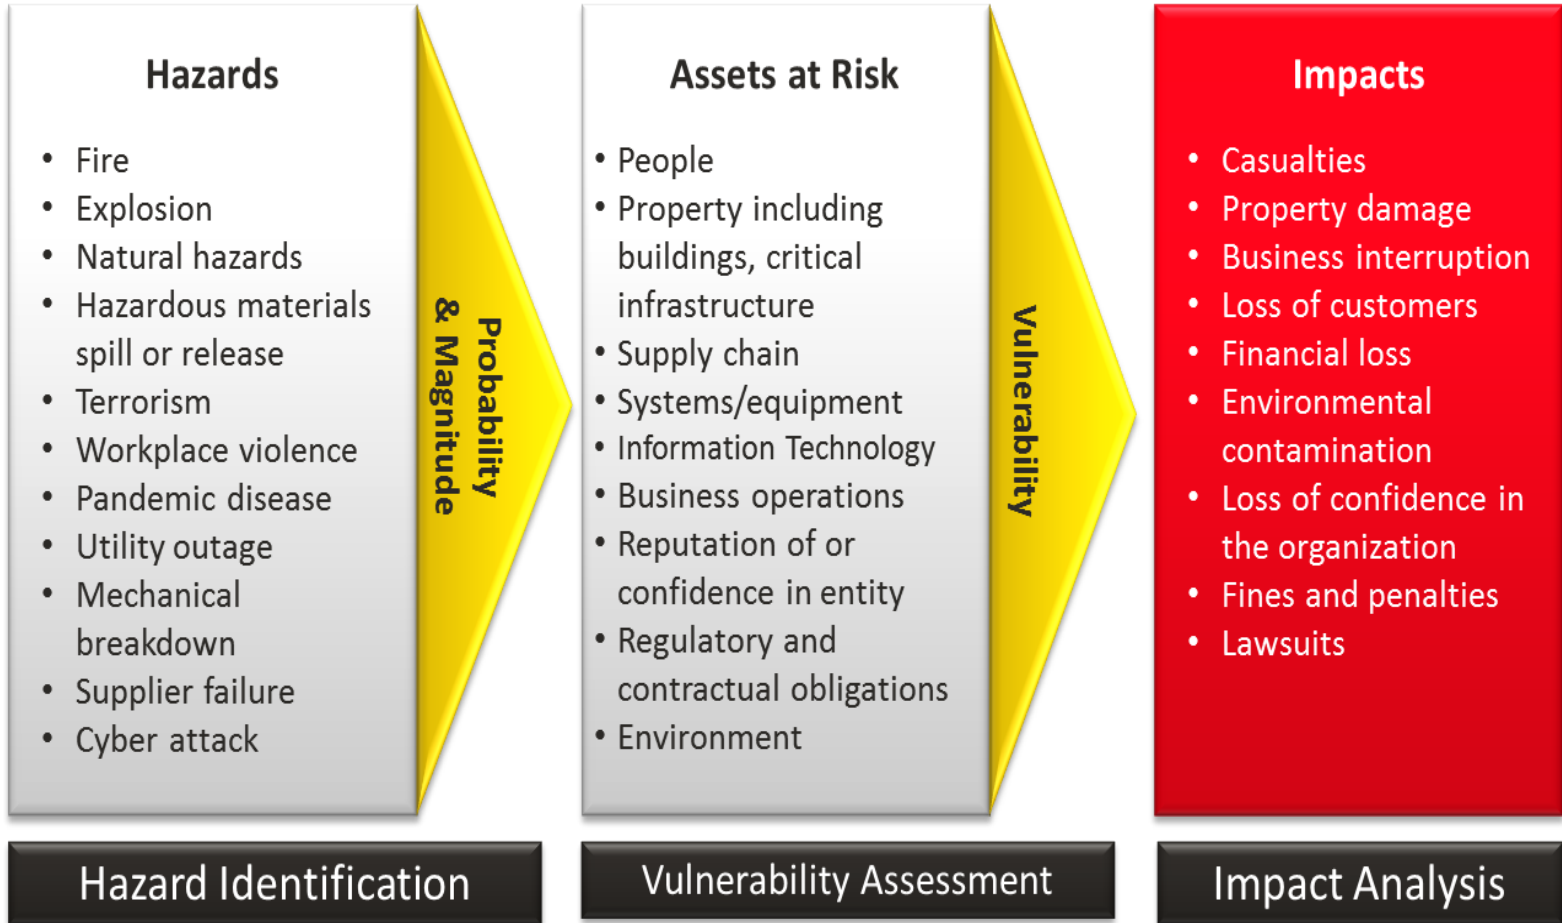 Hazards
• Fire
• Explosion
• Natural hazards
• Hazardous materials
spill or release
• Terrorism
• Workplace violence
• Pandemic disease
• Utility outage
• Mechanical
breakdown
• Supplier failure
• Cyber attack
Probability
& Magnitude
Assets at Risk
• People
• Property including
buildings, critical
infrastructure
• Supply chain
• Systems/equipment
• Information Technology
• Business operations
• Reputation of or
confidence in entity
• Regulatory and
contractual obligations
• Environment
Vulnerability
Impacts
• Casualties
• Property damage
• Business interruption
• Loss of customers
• Financial loss
• Environmental
contamination
• Loss of confidence in
the organization
• Fines and penalties
• Lawsuits
Hazard Identification
Vulnerability Assessment
Impact Analysis